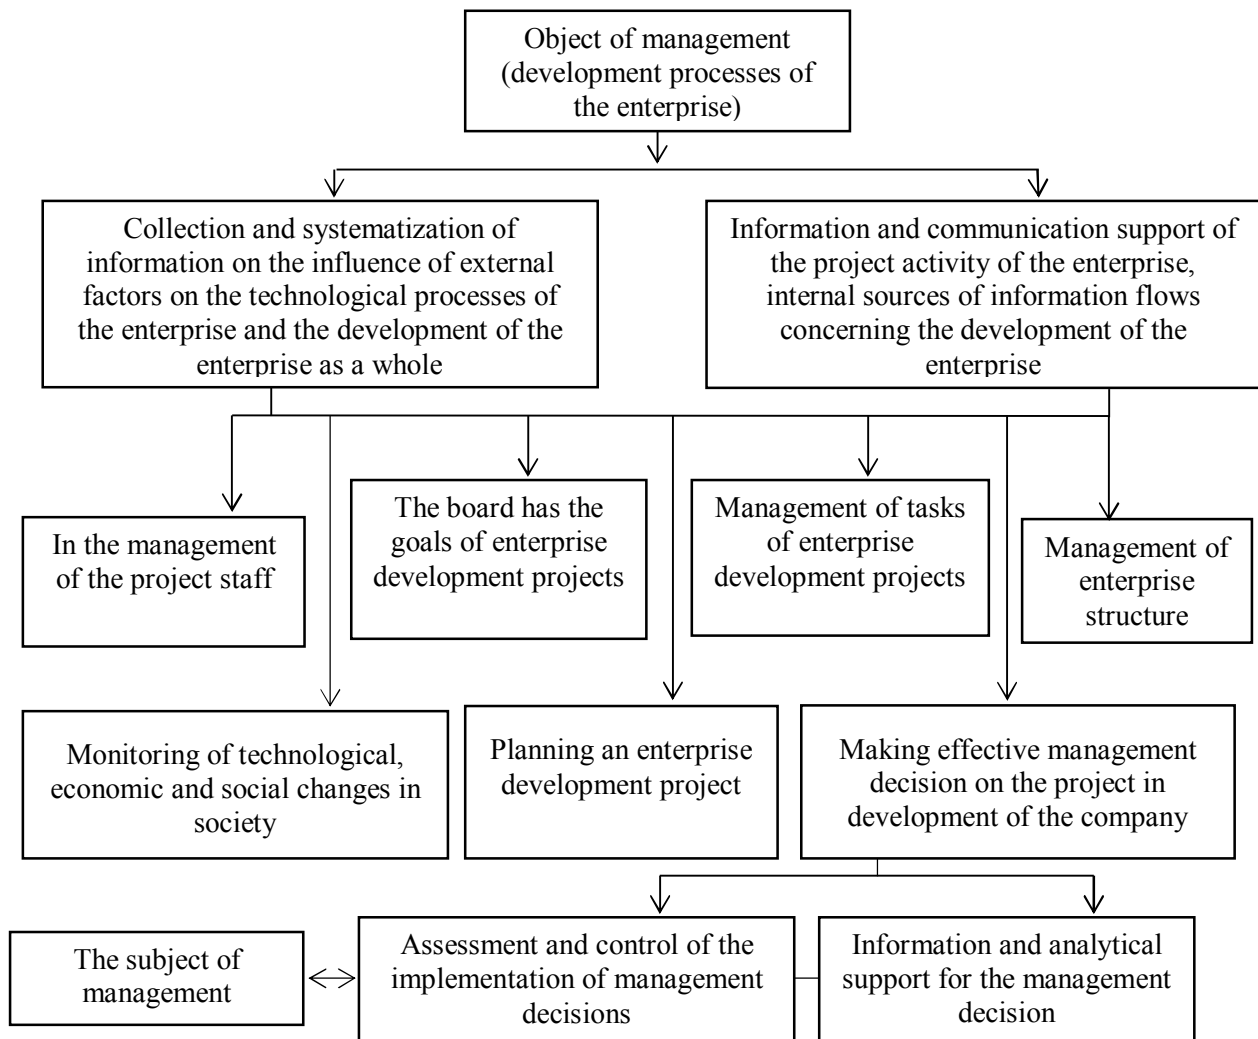 Object of management
(development processes of
the enterprise)
Collection and systematization of
information on the influence of external
factors on the technological processes of
the enterprise and the development of the
enterprise as a whole
Information and communication support of
the project activity of the enterprise,
internal sources of information flows
concerning the development of the
enterprise
In the management
of the project staff
The board has the
goals of enterprise
development projects
Management of tasks
of enterprise
development projects
Management of
enterprise
structure
Monitoring of technological,
economic and social changes in
society
Planning an enterprise
development project
Making effective management
decision on the project in
development of the company
The subject of
management
Assessment and control of the
implementation of management
decisions
Information and analytical
support for the management
decision